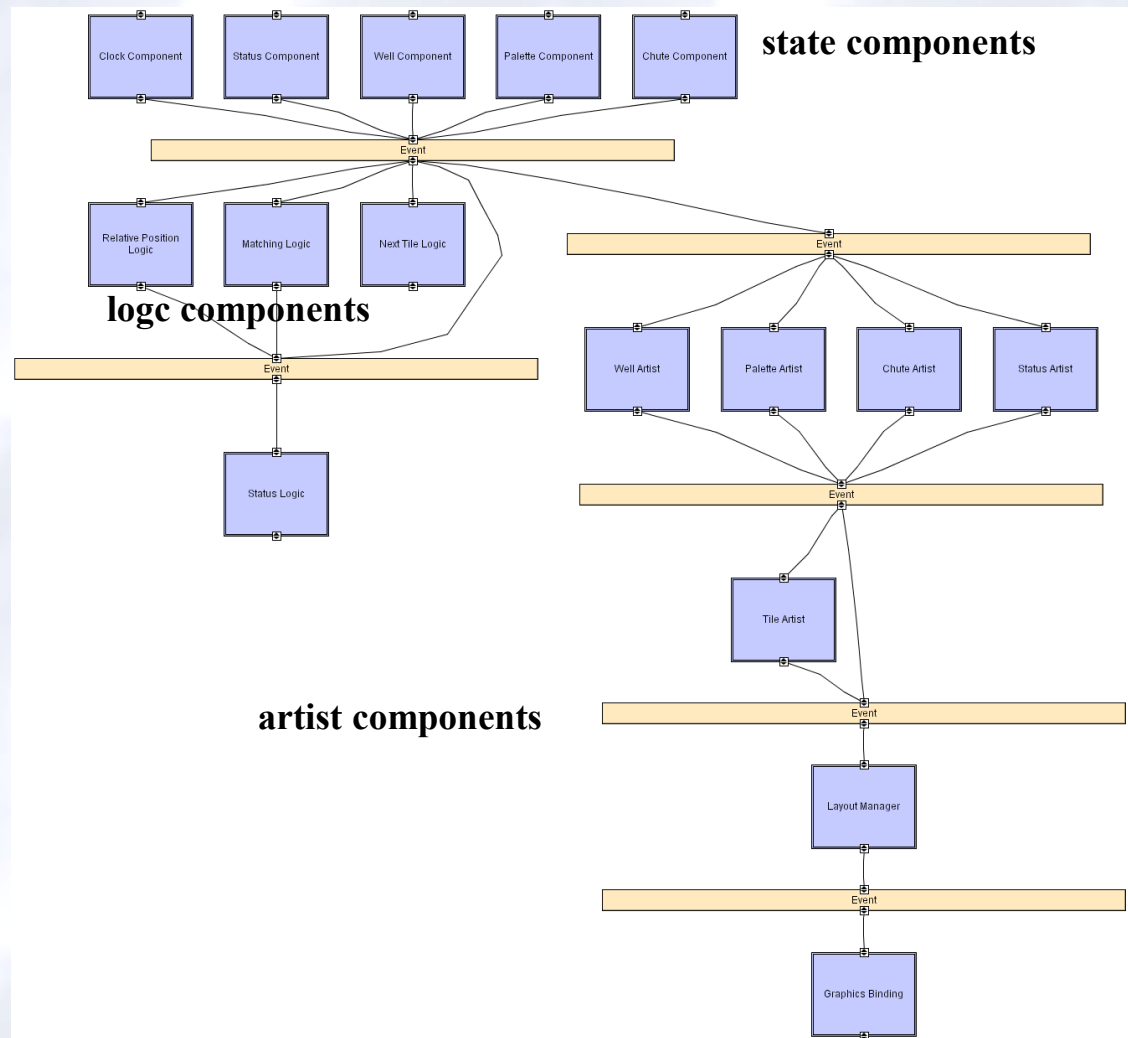 state components
Clock Component
Status Component
Well Component
Palette Component
Chute Component
Event
Relative Position
Logic
Matching Logic
Next Tile Logic
Event
logc components
Event
Well Artist
Palette Artist
Chute Artist
Status Artist
Status Logic
Event
Tile Artist
artist components
Event
Layout Manager
Event
Graphics Binding